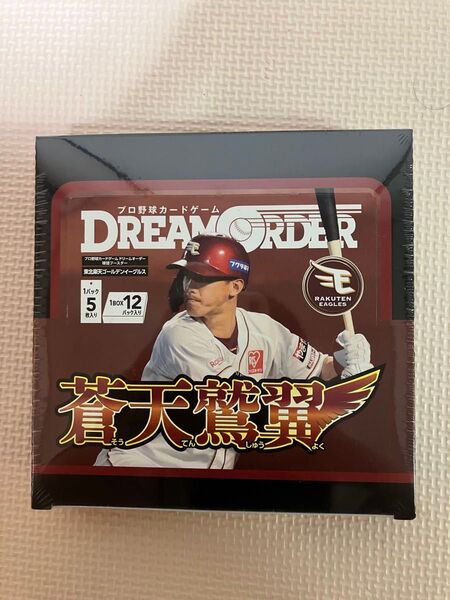 プロ野球カードゲーム
DREAM ORDER
プロ野球カードゲーム ドリームオーダー
球団ブースター
東北楽天ゴールデンイーグルス
1パック
5
枚入り
1BOX 12
パック入り
E
RAKUTEN
EAGLES
蒼天鷲翼
そう てん しゅう よく